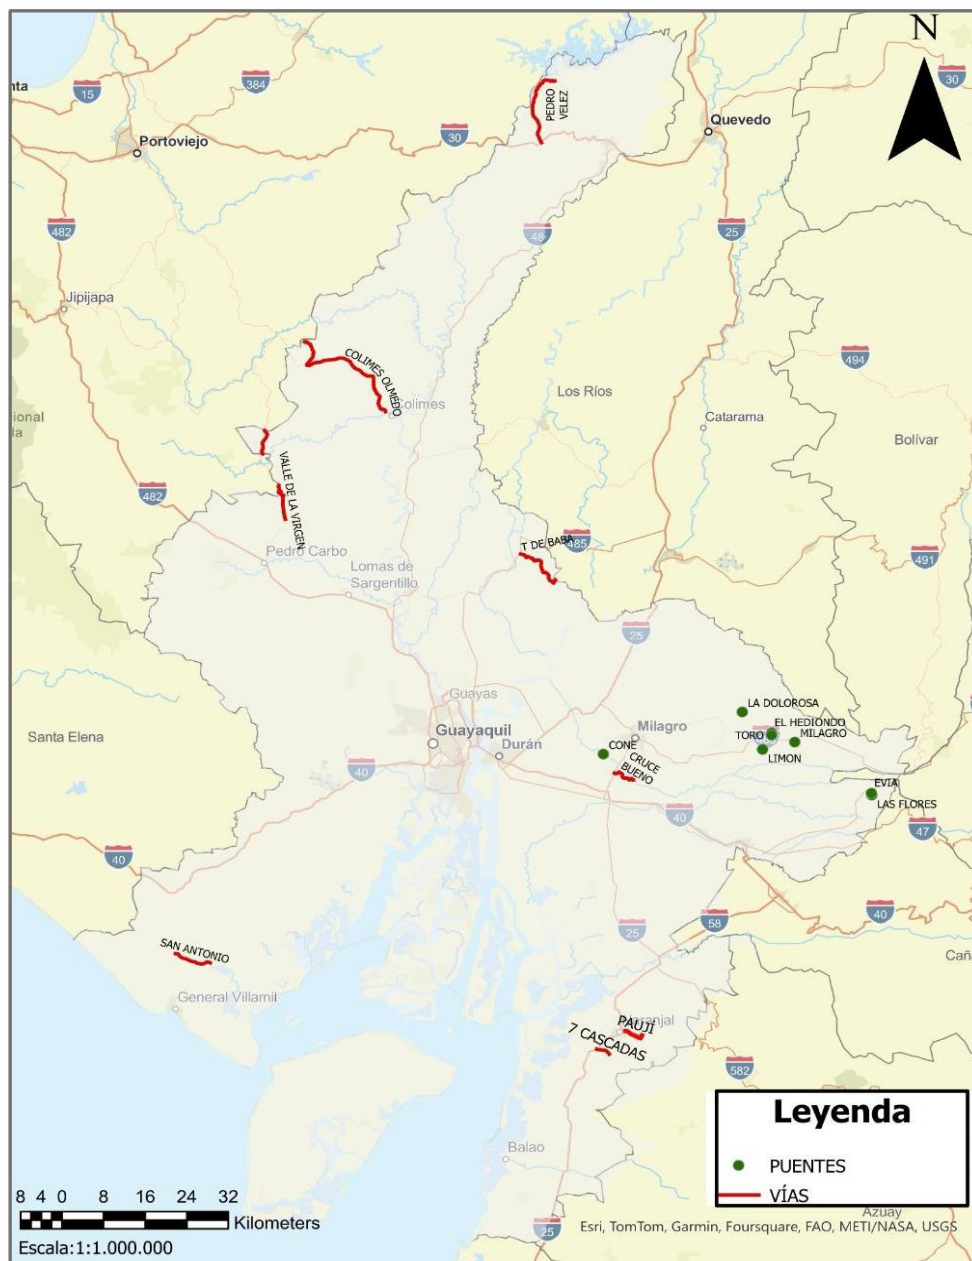 N
nta
15
384
30
Portoviejo
30
PEDRO
VELEZ
Quevedo
482
48
25
Jipijapa
494
COLIMES OLMEDO
Colimes
Los Ríos
Catarama
Bolívar
ional
la
VALLE DE LA VIRGEN
482
T DE BABA
485
491
Pedro Carbo
Lomas de
Sargentillo
25
Guayas
LA DOLOROSA
Santa Elena
Guayaquil
Durán
Milagro
EL HEDIONDO
TORO
MILAGRO
CONE
LIMON
CRUCE
BUENO
40
EVIA
LAS FLORES
40
47
40
58
40
25
SAN ANTONIO
Caña
General Villamil
PAUJÍ
aranjal
7 CASCADAS
582
Leyenda
PUENTES
VÍAS
Balao
Azuay
8 4 0 8 16 24 32
Kilometers
Escala:1:1.000.000
25
Esri, TomTom, Garmin, Foursquare, FAO, METI/NASA, USGS